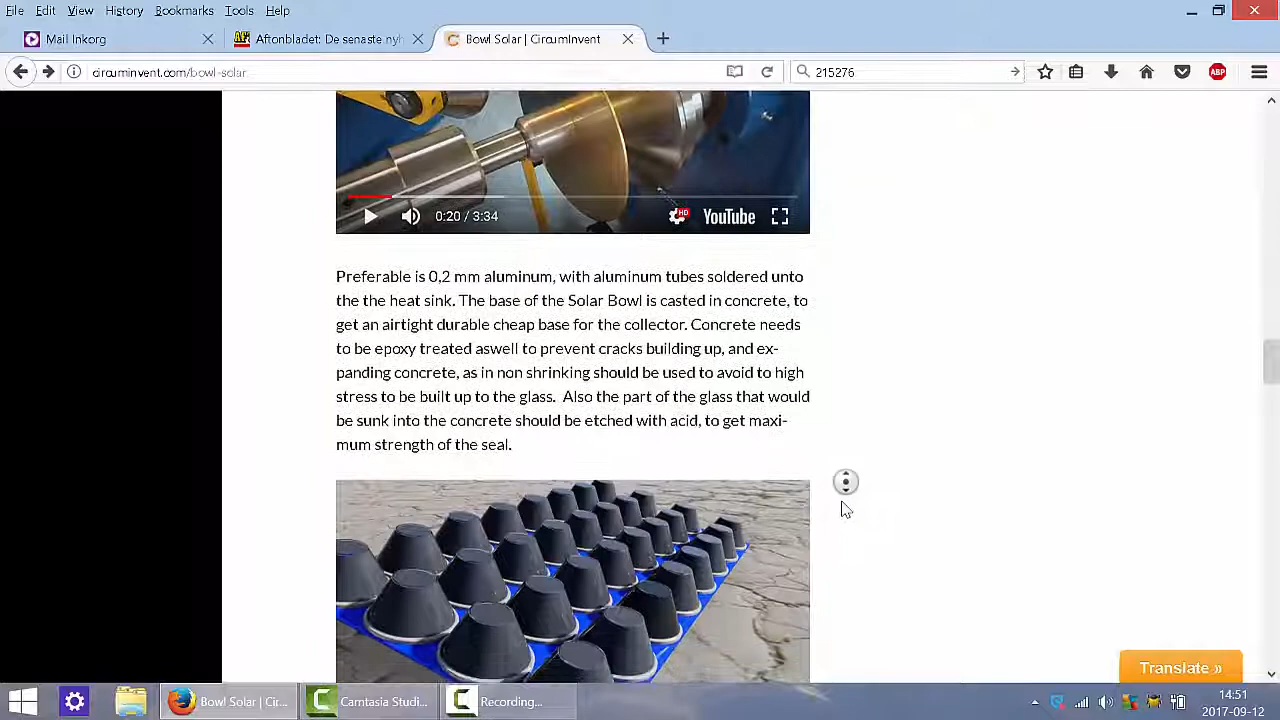 File Edit View History Bookmarks Tools Help
Mail Inkorg
Aftonbladet: De senaste nyh
Bowl Solar | CircumInvent
circuminvent.com/bowl-solar
215276
ABP
0:20 / 3:34
HD
YouTube
Preferable is 0,2 mm aluminum, with aluminum tubes soldered unto
the the heat sink. The base of the Solar Bowl is casted in concrete, to
get an airtight durable cheap base for the collector. Concrete needs
to be epoxy treated aswell to prevent cracks building up, and ex-
panding concrete, as in non shrinking should be used to avoid to high
stress to be built up to the glass. Also the part of the glass that would
be sunk into the concrete should be etched with acid, to get maxi-
mum strength of the seal.
Translate »
Bowl Solar | Cir...
Camtasia Studi...
Recording...
14:51
2017-09-12